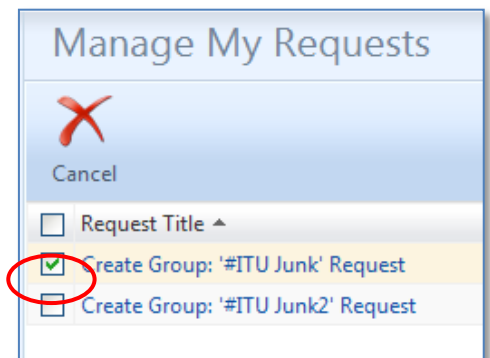 Manage My Requests
Cancel
Request Title
Create Group: '#ITU Junk' Request
Create Group: '#ITU Junk2' Request